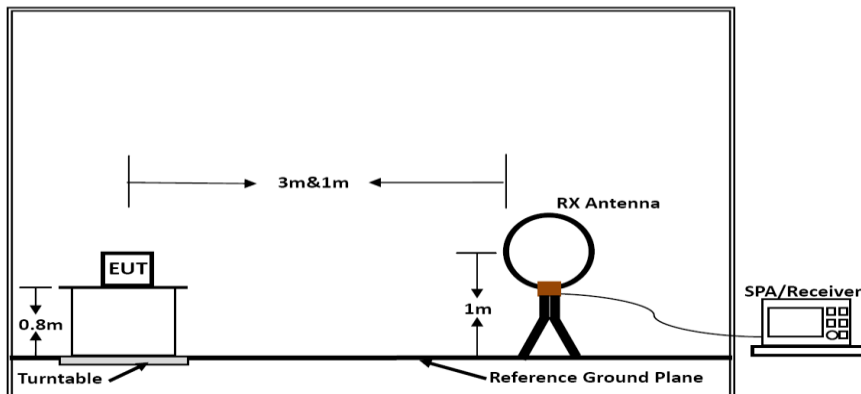 3m&1m
RX Antenna
EUT
SPA/Receiver
0.8m
1m
Turntable
Reference Ground Plane